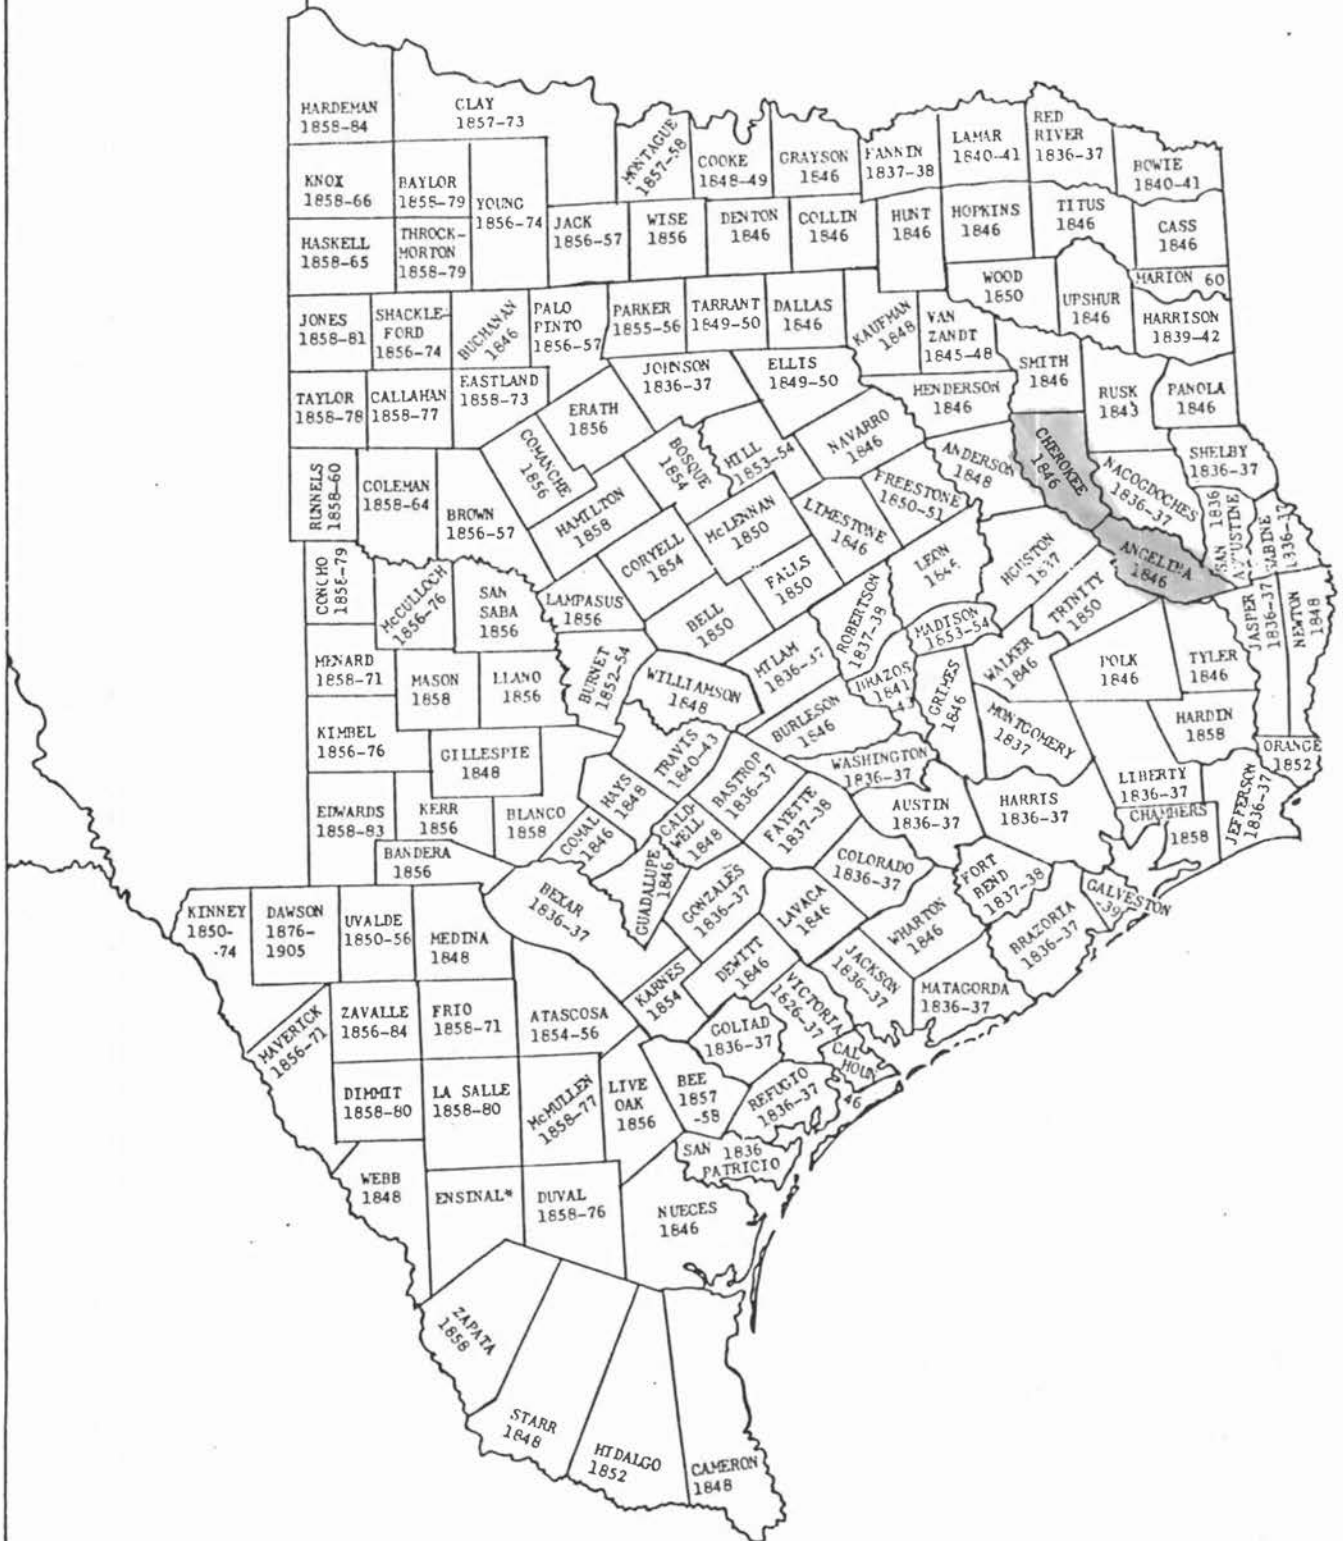 HARDEMAN
1858-84
CLAY
1857-73
MONTAGUE
1857-58
COOKE
1848-49
GRAYSON
1846
FANNIN
1837-38
LAMAR
1840-41
RED
RIVER
1836-37
BOWIE
1840-41
KNOX
1858-66
BAYLOR
1858-79
YOUNG
1856-74
JACK
1856-57
WISE
1856
DENTON
1846
COLLIN
1846
HUNT
1846
HOPKINS
1846
TITUS
1846
CASS
1846
HASKELL
1858-65
THROCK-
MORTON
1858-79
WOOD
1850
UPSHUR
1846
MARION 60
HARRISON
1839-42
JONES
1858-81
SHACKLE-
FORD
1856-74
BUCHANAN
1846
PALO
PINTO
1856-57
PARKER
1855-56
TARRANT
1849-50
DALLAS
1846
KAUFMAN
1848
VAN
ZANDT
1845-48
SMITH
1846
RUSK
1843
PANOLA
1846
TAYLOR
1858-78
CALLAHAN
1858-77
EASTLAND
1858-73
ERATH
1856
JOHNSON
1836-37
ELLIS
1849-50
HENDERSON
1846
COMANCHE
1856
BOSQUE
1854
HILL
1853-54
NAVARRO
1846
ANDERSON
1848
CHEROKEE
1846
NACOGDOCHES
1836-37
SHELBY
1836-37
RUNNELS
1858-60
COLEMAN
1858-64
BROWN
1856-57
HAMILTON
1858
CORYELL
1854
McLENNAN
1850
LIMESTONE
1846
FREESTONE
1850-51
SAN 1836
AUGUSTINE
SABINE
1836-37
CONCHO
1858-79
McCULLOCH
1856-76
SAN
SABA
1856
LAMPASUS
1856
BELL
1850
FALLS
1850
ROBERTSON
1837-38
LEON
1846
HOUSTON
1837
ANGELINA
1846
TRINITY
1850
MADISON
1853-54
JASPER
1836-37
NEWTON
1848
MENARD
1858-71
MASON
1858
LLANO
1856
BURNET
1852-54
WILLIAMSON
1848
MILAM
1836-37
BRAZOS
1841
-43
GRIMES
1846
WALKER
1846
POLK
1846
TYLER
1846
KIMBEL
1856-76
GILLESPIE
1848
TRAVIS
1840-43
BURLESON
1846
WASHINGTON
1836-37
MONTGOMERY
1837
HARDIN
1858
ORANGE
1852
EDWARDS
1858-83
KERR
1856
BLANCO
1858
HAYS
1848
COMAL
1846
CALD-
WELL
1848
BASTROP
1836-37
FAYETTE
1837-38
AUSTIN
1836-37
HARRIS
1836-37
LIBERTY
1836-37
CHAMBERS
1858
JEFFERSON
1836-37
BANDERA
1856
GUADALUPE
1846
GONZALES
1836-37
COLORADO
1836-37
FORT
BEND
1837-38
GALVESTON
-39
KINNEY
1850-
-74
DAWSON
1876-
1905
UVALDE
1850-56
MEDINA
1848
BEXAR
1836-37
LAVACA
1846
WHARTON
1846
BRAZORIA
1836-37
KARNES
1854
DEWITT
1846
JACKSON
1836-37
MATAGORDA
1836-37
MAVERICK
1856-71
ZAVALLE
1856-84
FRIO
1858-71
ATASCOSA
1854-56
GOLIAD
1836-37
VICTORIA
1826-37
CAL-
HOUN
46
DIMMIT
1858-80
LA SALLE
1858-80
McMULLEN
1858-77
LIVE
OAK
1856
BEE
1857
-58
REFUGIO
1836-37
SAN 1836
PATRICIO
WEBB
1848
ENSINAL*
DUVAL
1858-76
NUECES
1846
ZAPATA
1858
STARR
1848
HIDALGO
1852
CAMERON
1848